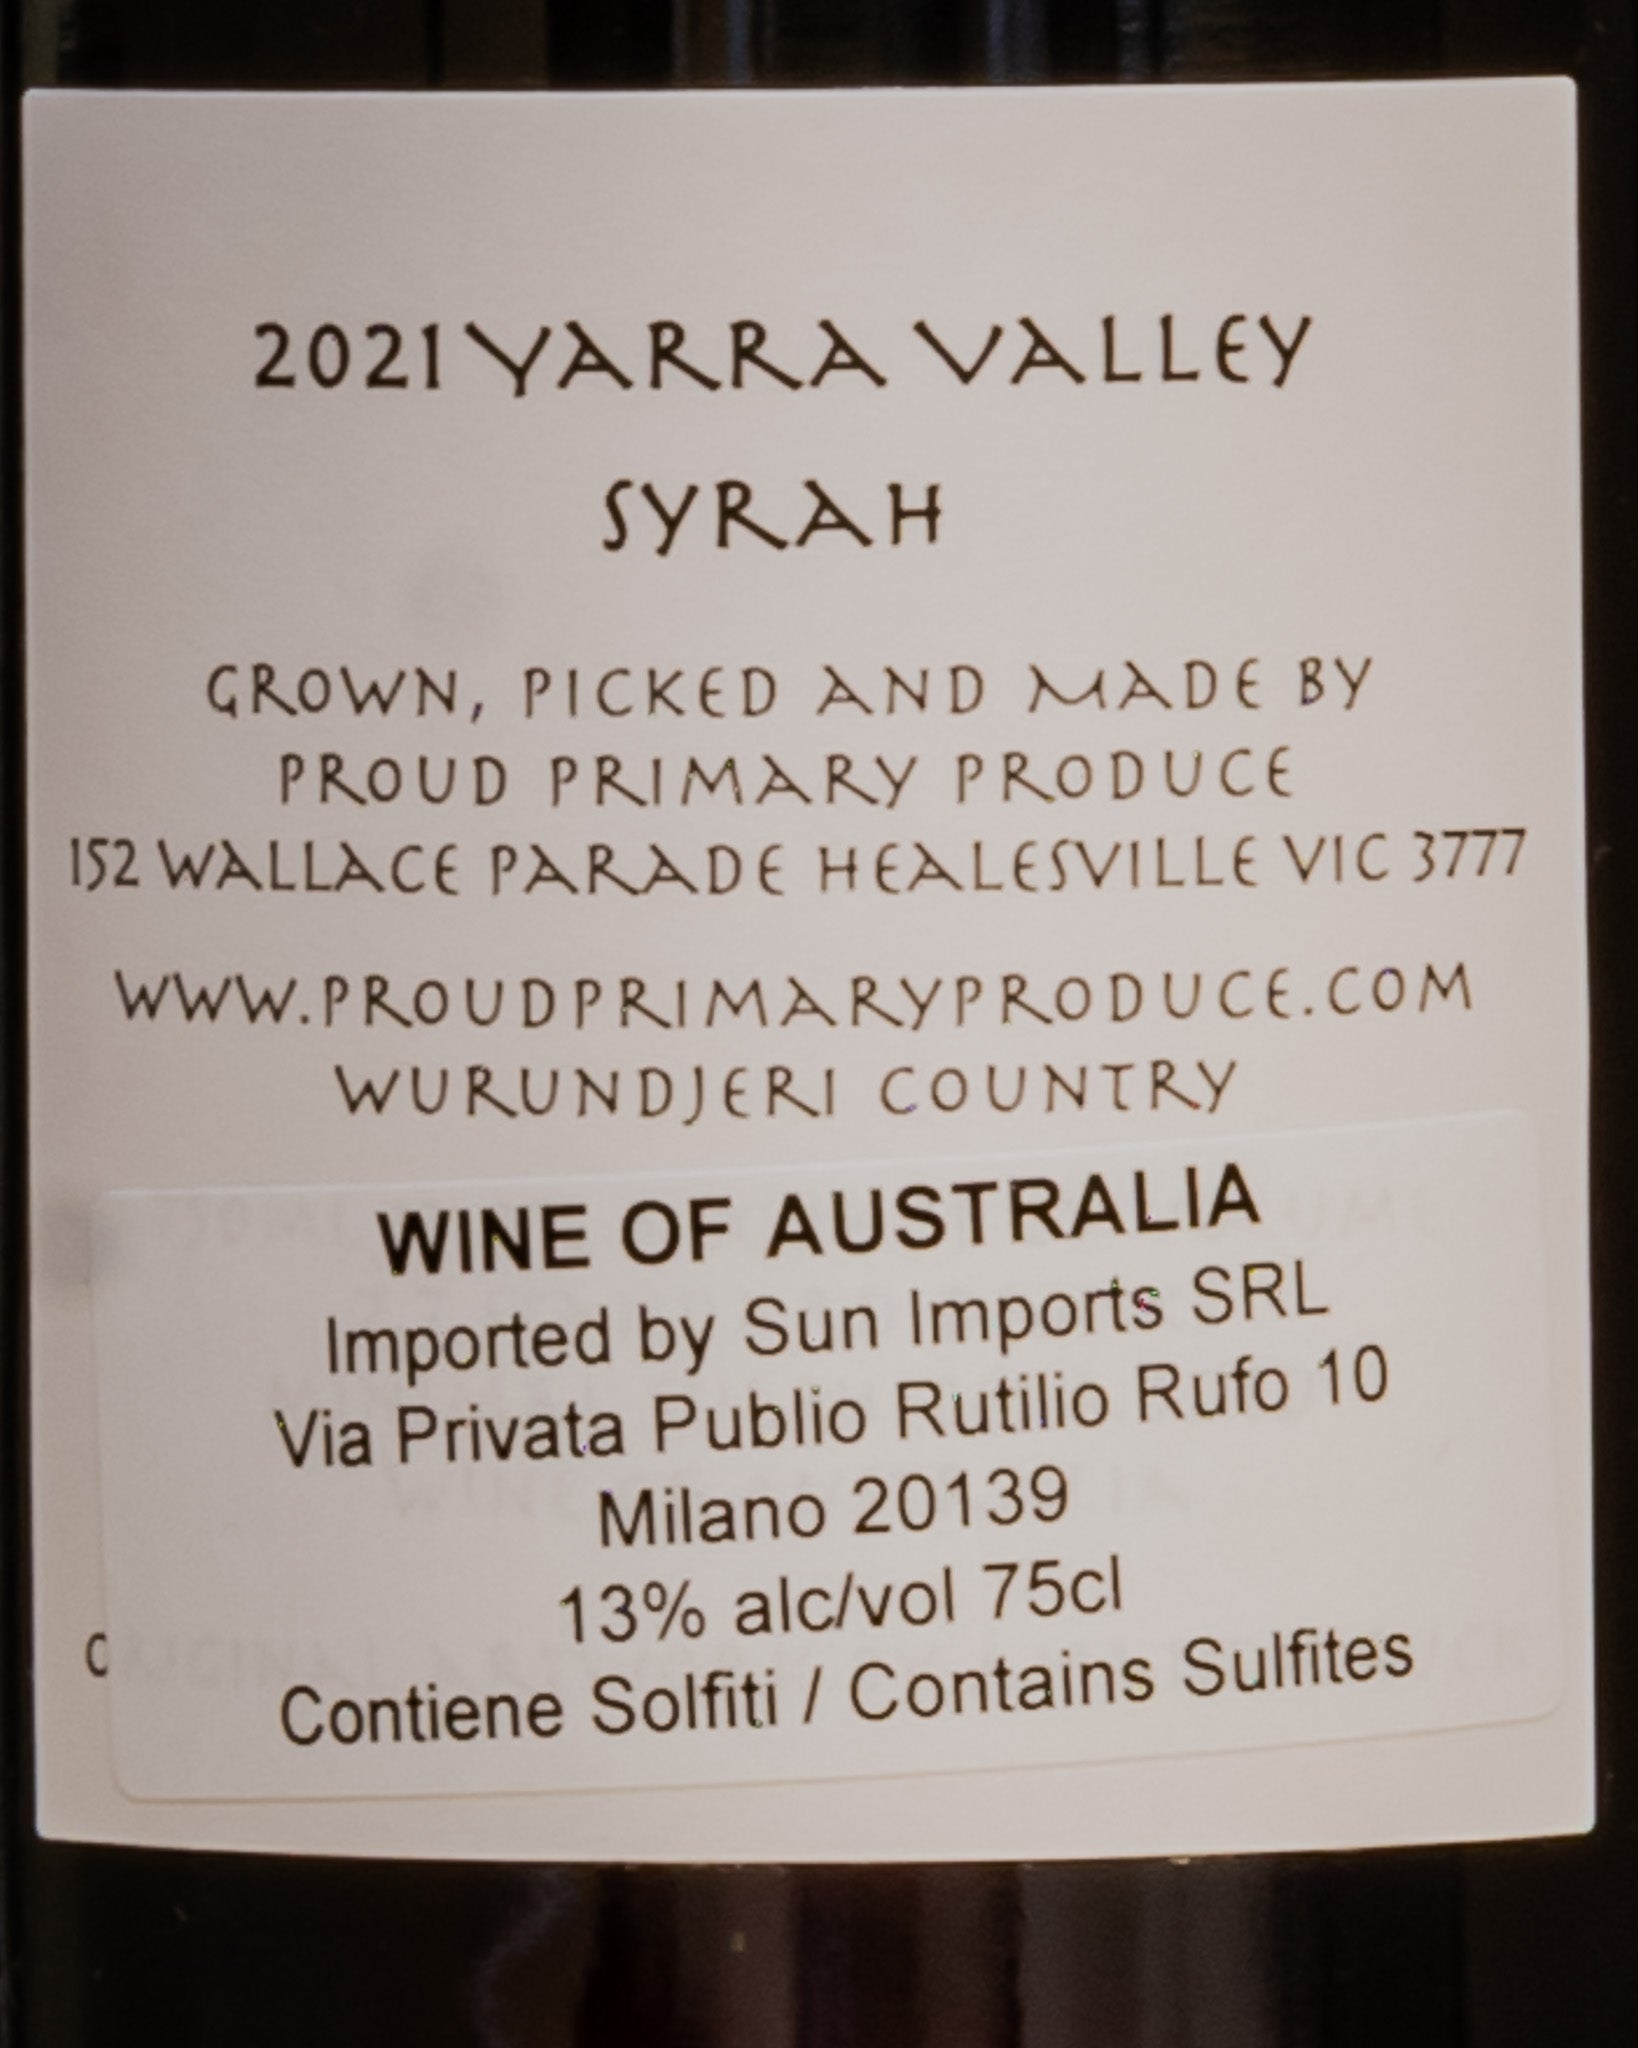 2021 YARRA VALLEY
SYRAH
GROWN, PICKED AND MADE BY
PROUD PRIMARY PRODUCE
152 WALLACE PARADE HEALESVILLE VIC 3777
WWW.PROUDPRIMARYPRODUCE.COM
WURUNDJERI COUNTRY
WINE OF AUSTRALIA
Imported by Sun Imports SRL
Via Privata Publio Rutilio Rufo 10
Milano 20139
13% alc/vol 75cl
Contiene Solfiti / Contains Sulfites